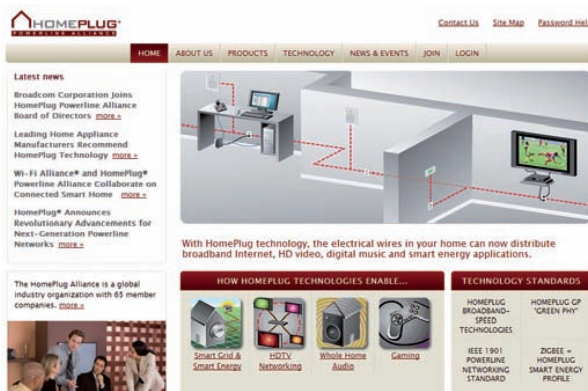 HOMEPLUG®
POWERLINE ALLIANCE
Contact Us Site Map Password Hel
HOME ABOUT US PRODUCTS TECHNOLOGY NEWS & EVENTS JOIN LOGIN
Latest news
Broadcom Corporation Joins
HomePlug Powerline Alliance
Board of Directors more »
Leading Home Appliance
Manufacturers Recommend
HomePlug Technology more »
Wi-Fi Alliance® and HomePlug®
Powerline Alliance Collaborate on
Connected Smart Home more »
HomePlug® Announces
Revolutionary Advancements for
Next-Generation Powerline
Networks more »
With HomePlug technology, the electrical wires in your home can now distribute
broadband Internet, HD video, digital music and smart energy applications.
The HomePlug Alliance is a global
industry organization with 65 member
companies. more »
HOW HOMEPLUG TECHNOLOGIES ENABLE...
Smart Grid &
Smart Energy
HDTV
Networking
Whole Home
Audio
Gaming
TECHNOLOGY STANDARDS
HOMEPLUG
BROADBAND-
SPEED
TECHNOLOGIES
HOMEPLUG GP
"GREEN PHY"
IEEE 1901
POWERLINE
NETWORKING
STANDARD
ZIGBEE +
HOMEPLUG
SMART ENERGY
PROFILE